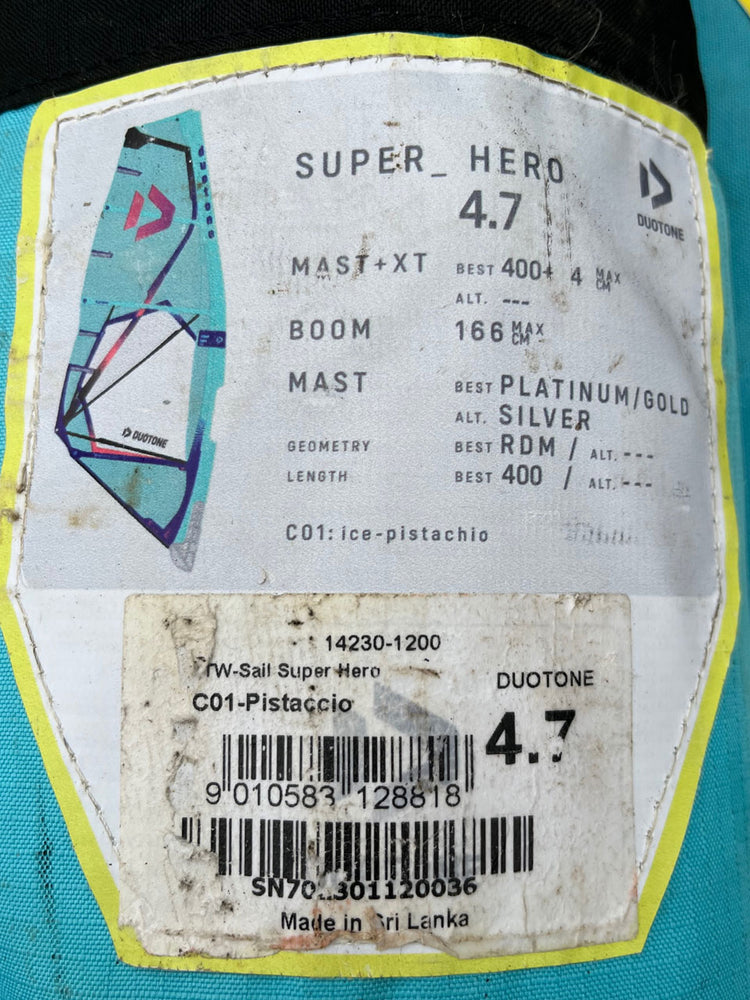 SUPER_ HERO
4.7
DUOTONE
MAST+XT BEST 400+ 4 MAX CM
ALT. ---
BOOM 166 MAX CM
MAST BEST PLATINUM/GOLD
ALT. SILVER
GEOMETRY BEST RDM / ALT. ---
LENGTH BEST 400 / ALT. ---
C01: ice-pistachio
DUOTONE
14230-1200
TW-Sail Super Hero
C01-Pistaccio
DUOTONE
4.7
9 010583 128818
Made in Sri Lanka